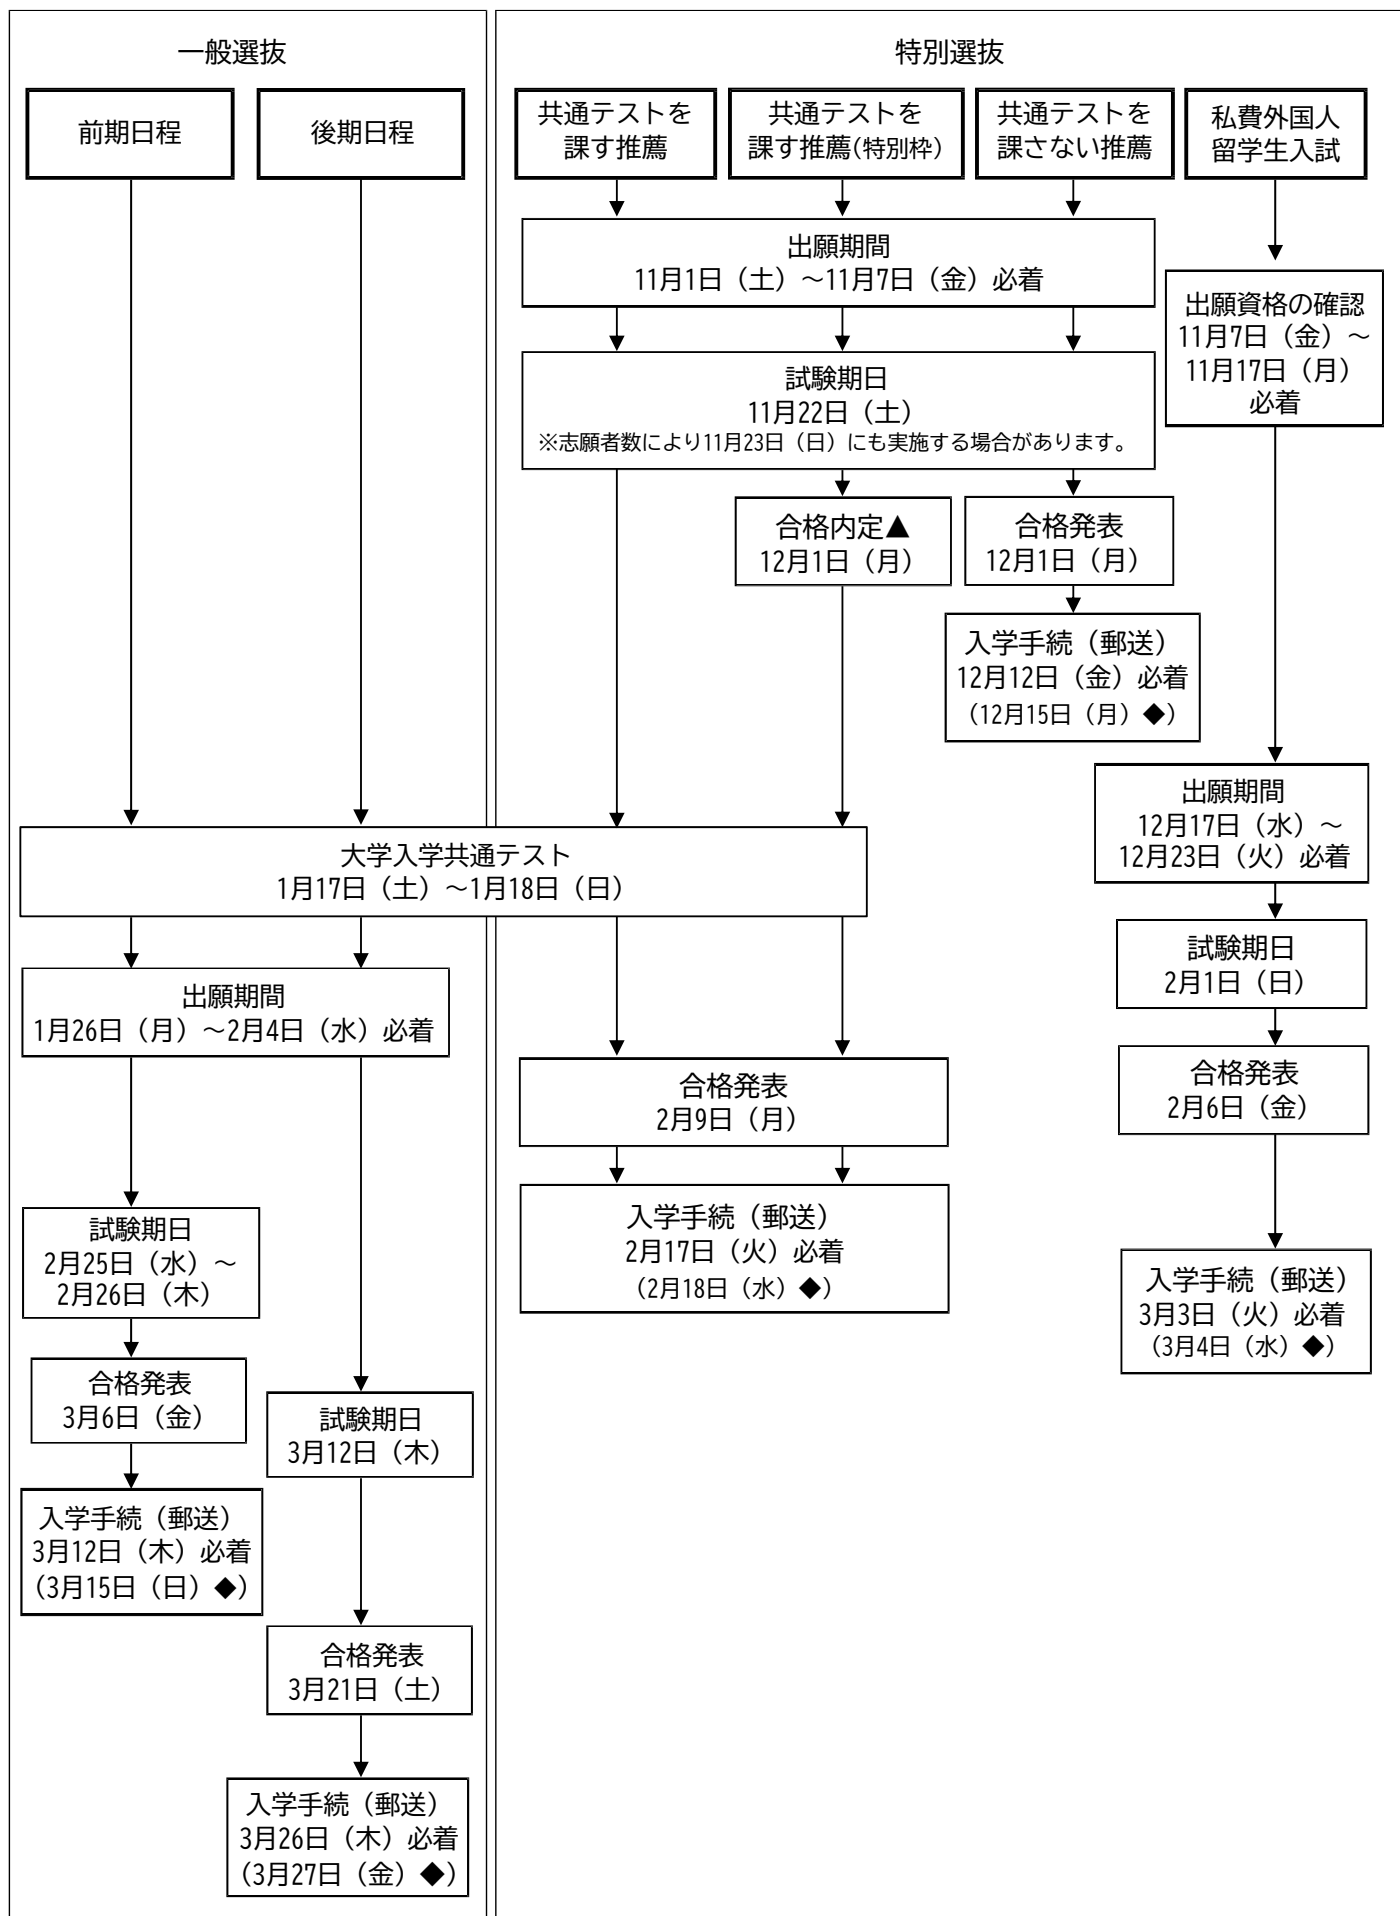 一般選抜
前期日程
後期日程
大学入学共通テスト
1月17日（土）～1月18日（日）
出願期間
1月26日（月）～2月4日（水）必着
試験期日
2月25日（水）～
2月26日（木）
合格発表
3月6日（金）
入学手続（郵送）
3月12日（木）必着
（3月15日（日）◆）
試験期日
3月12日（木）
合格発表
3月21日（土）
入学手続（郵送）
3月26日（木）必着
（3月27日（金）◆）
特別選抜
共通テストを
課す推薦
共通テストを
課す推薦(特別枠)
共通テストを
課さない推薦
私費外国人
留学生入試
出願期間
11月1日（土）～11月7日（金）必着
試験期日
11月22日（土）
※志願者数により11月23日（日）にも実施する場合があります。
合格内定▲
12月1日（月）
合格発表
12月1日（月）
入学手続（郵送）
12月12日（金）必着
（12月15日（月）◆）
合格発表
2月9日（月）
入学手続（郵送）
2月17日（火）必着
（2月18日（水）◆）
出願資格の確認
11月7日（金）～
11月17日（月）
必着
出願期間
12月17日（水）～
12月23日（火）必着
試験期日
2月1日（日）
合格発表
2月6日（金）
入学手続（郵送）
3月3日（火）必着
（3月4日（水）◆）